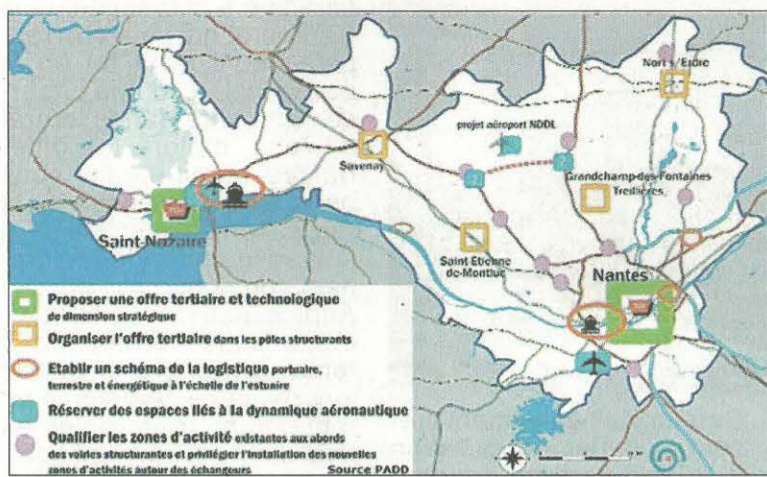 Nort s/Erdre
projet aéroport NDDL
Savenay
Grandchamp-des-Fontaines
Treillières
Saint-Nazaire
Saint Étienne
de-Montluc
Nantes
Proposer une offre tertiaire et technologique
de dimension stratégique
Organiser l'offre tertiaire dans les pôles structurants
Etablir un schéma de la logistique portuaire,
terrestre et énergétique à l'échelle de l'estuaire
Réserver des espaces liés à la dynamique aéronautique
Qualifier les zones d'activité existantes aux abords
des voiries structurantes et privilégier l'installation des nouvelles
zones d'activités autour des échangeurs
Source PADD